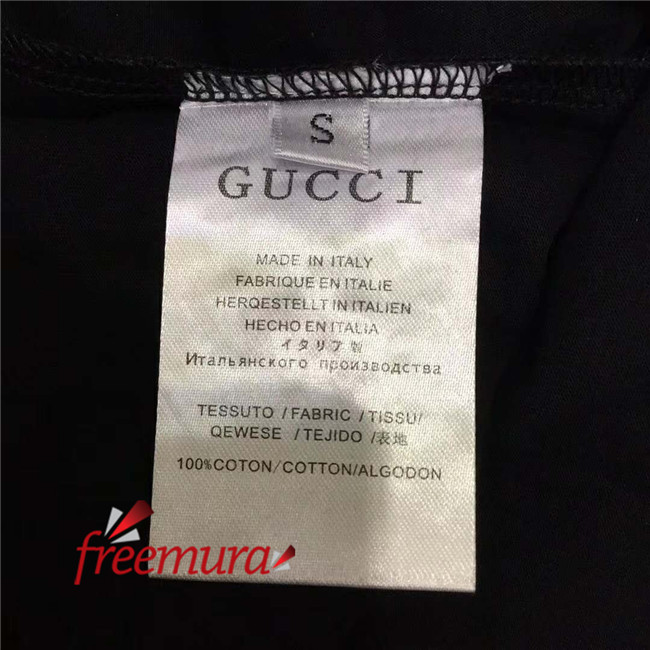 S
GUCCI
MADE IN ITALY
FABRIQUE EN ITALIE
HERQESTELLT IN ITALIEN
HECHO EN ITALIA
イタリプ製
Итальянского производства
TESSUTO / FABRIC / TISSU/
QEWESE / TEJIDO /表地
100%COTON/COTTON/ALGODON
freemura